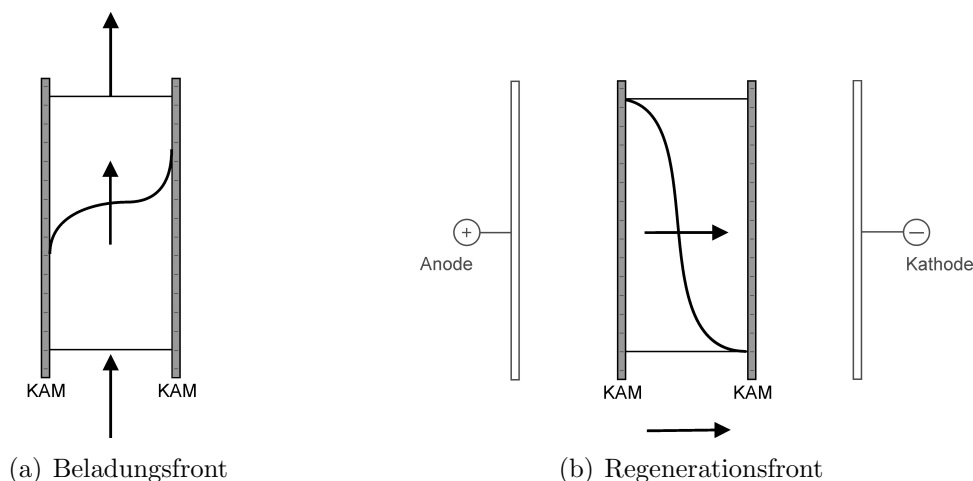 +
Anode
—
Kathode
KAM
KAM
KAM
KAM
(a) Beladungsfront
(b) Regenerationsfront